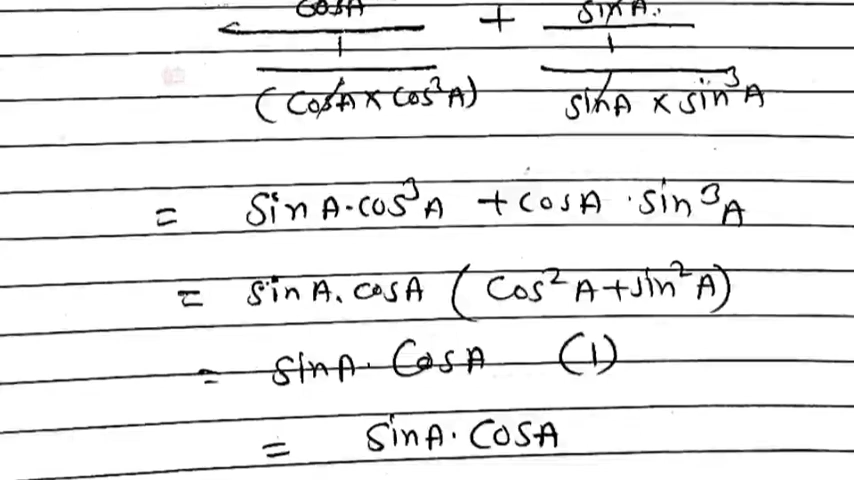 cosA + sinA.
1 1
(cosA × cos³A) sinA × sin³A
= sin A·cos³A + cosA · sin³A
= sinA. cosA (cos²A + sin²A)
= sinA· cosA (1)
= sinA· cosA